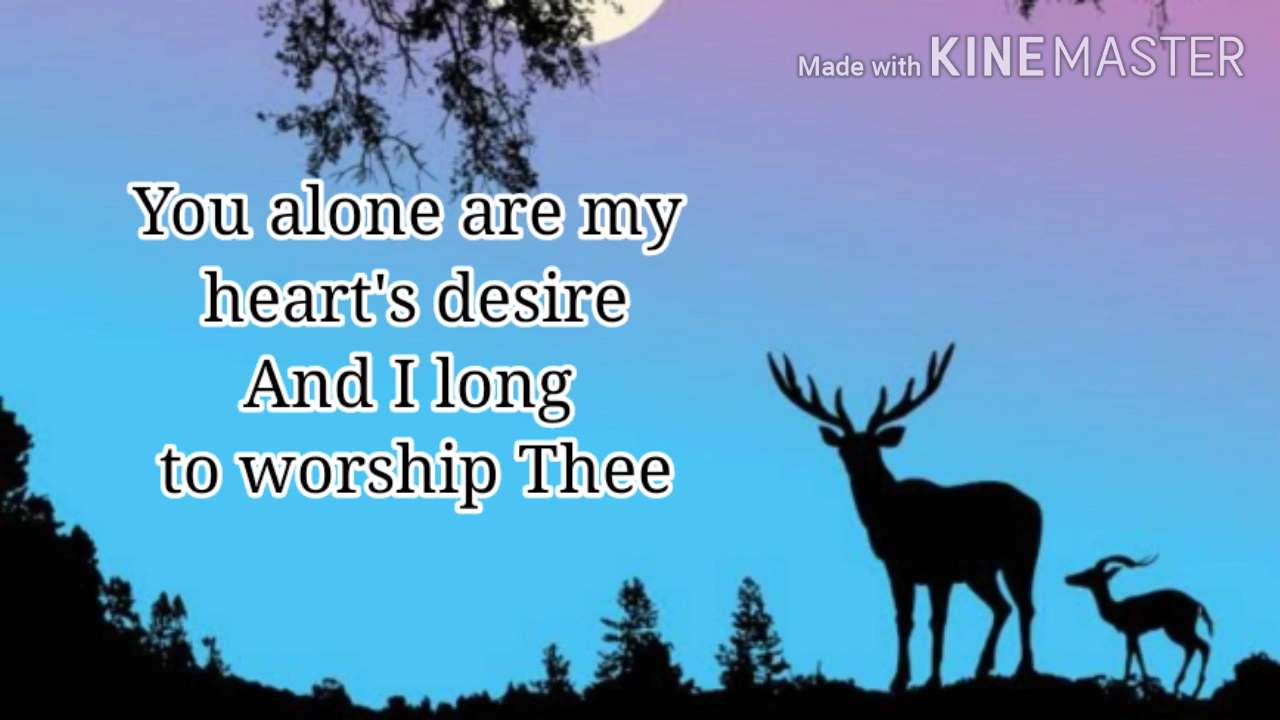 Made with KINEMASTER
You alone are my
heart's desire
And I long
to worship Thee